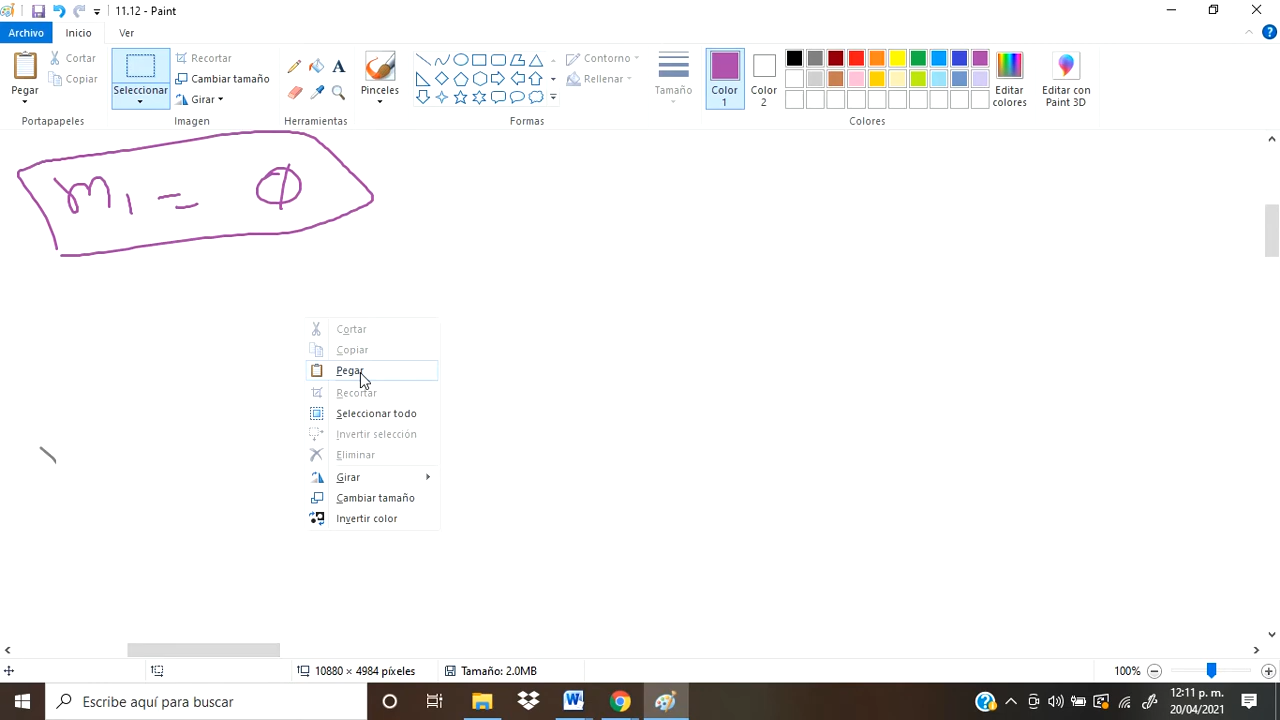 11.12 - Paint
Archivo Inicio Ver
Pegar
Cortar
Copiar
Portapapeles
Seleccionar
Recortar
Cambiar tamaño
Girar
Imagen
A
Herramientas
Pinceles
Contorno
Rellenar
Formas
Tamaño
Color 1
Color 2
Editar colores
Editar con Paint 3D
Colores
m₁ = ϕ
Cortar
Copiar
Pegar
Recortar
Seleccionar todo
Invertir selección
Eliminar
Girar
Cambiar tamaño
Invertir color
10880 × 4984 píxeles
Tamaño: 2.0MB
100%
Escribe aquí para buscar
12:11 p. m.
20/04/2021